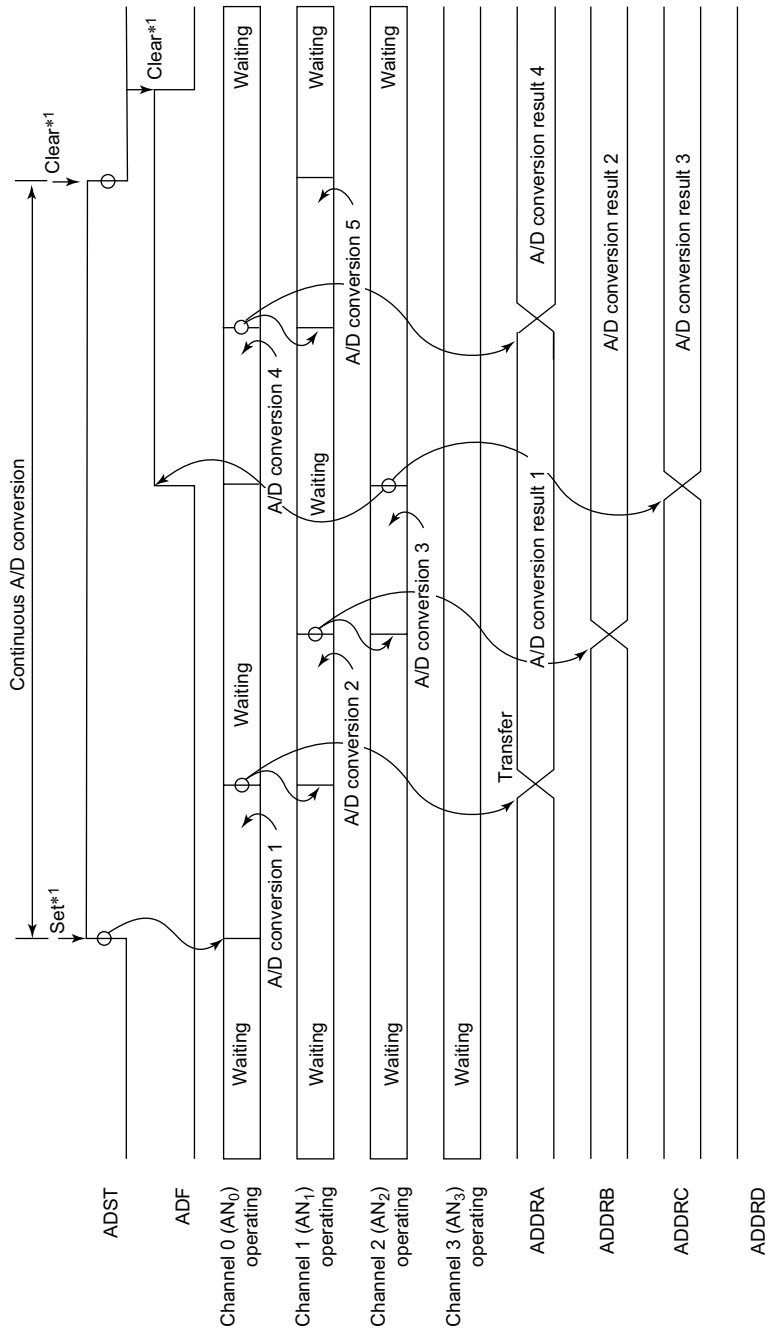 Continuous A/D conversion
Set*1
Clear*1
Clear*1
ADST
ADF
Channel 0 (AN0)
operating
Waiting
A/D conversion 1
Waiting
A/D conversion 4
Waiting
Channel 1 (AN1)
operating
Waiting
A/D conversion 2
Waiting
A/D conversion 5
Waiting
Channel 2 (AN2)
operating
Waiting
A/D conversion 3
Waiting
Channel 3 (AN3)
operating
Waiting
Transfer
ADDRA
A/D conversion result 1
A/D conversion result 4
ADDRB
A/D conversion result 2
ADDRC
A/D conversion result 3
ADDRD